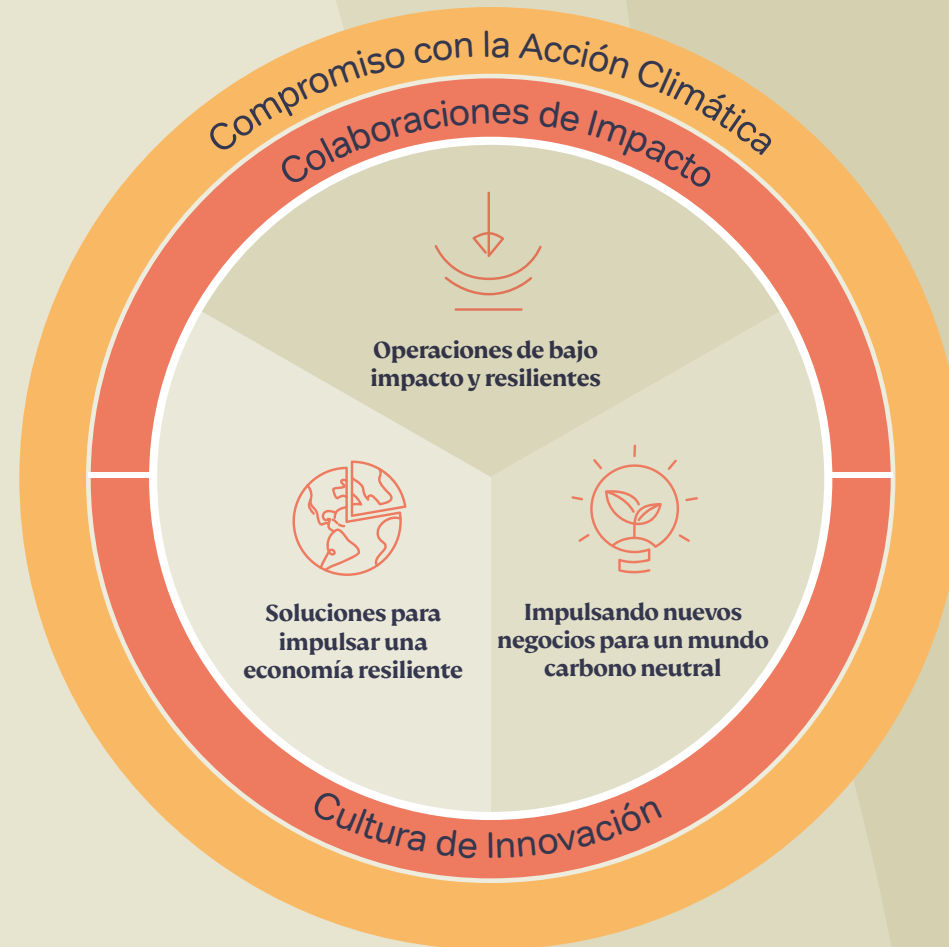 Compromiso con la Acción Climática
Colaboraciones de Impacto
Operaciones de bajo
impacto y resilientes
Soluciones para
impulsar una
economía resiliente
Impulsando nuevos
negocios para un mundo
carbono neutral
Cultura de Innovación